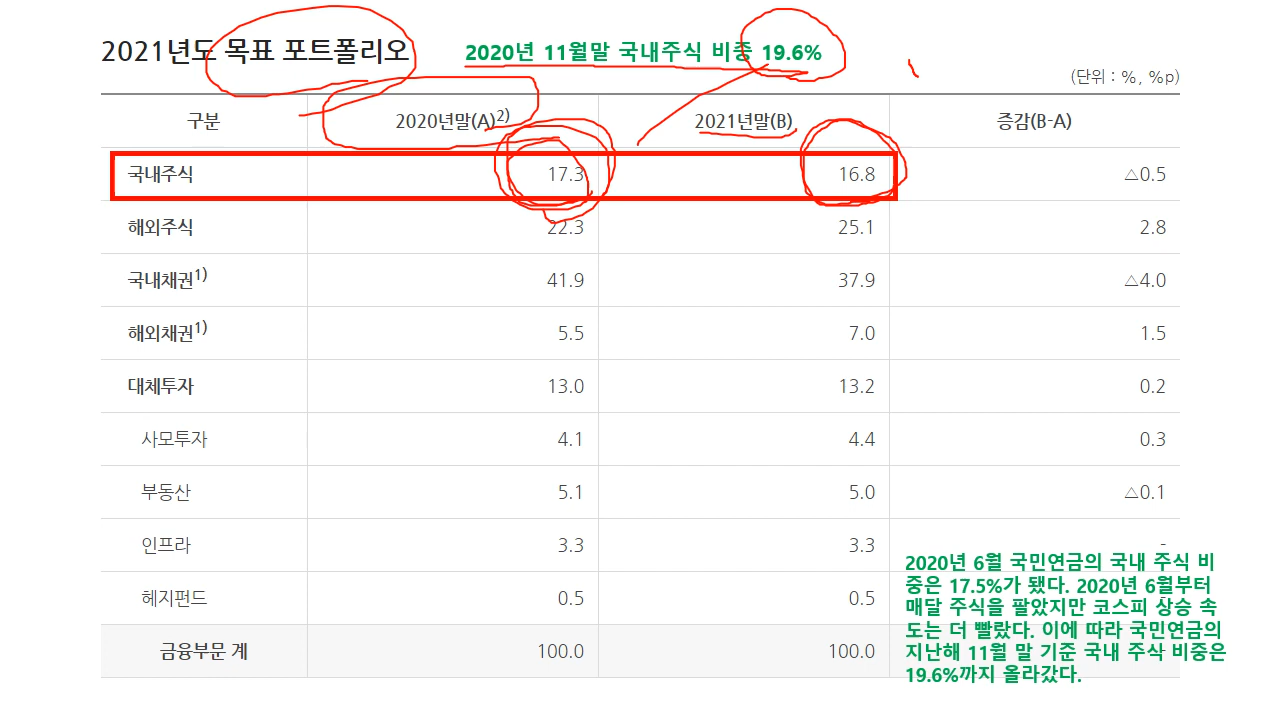 2021년도 목표 포트폴리오
2020년 11월말 국내주식 비중 19.6%
(단위 : %, %p)
구분 2020년말(A)2) 2021년말(B) 증감(B-A)
국내주식 17.3 16.8 △0.5
해외주식 22.3 25.1 2.8
국내채권1) 41.9 37.9 △4.0
해외채권1) 5.5 7.0 1.5
대체투자 13.0 13.2 0.2
사모투자 4.1 4.4 0.3
부동산 5.1 5.0 △0.1
인프라 3.3 3.3 -
헤지펀드 0.5 0.5
금융부문 계 100.0 100.0
2020년 6월 국민연금의 국내 주식 비
중은 17.5%가 됐다. 2020년 6월부터
매달 주식을 팔았지만 코스피 상승 속
도는 더 빨랐다. 이에 따라 국민연금의
지난해 11월 말 기준 국내 주식 비중은
19.6%까지 올라갔다.